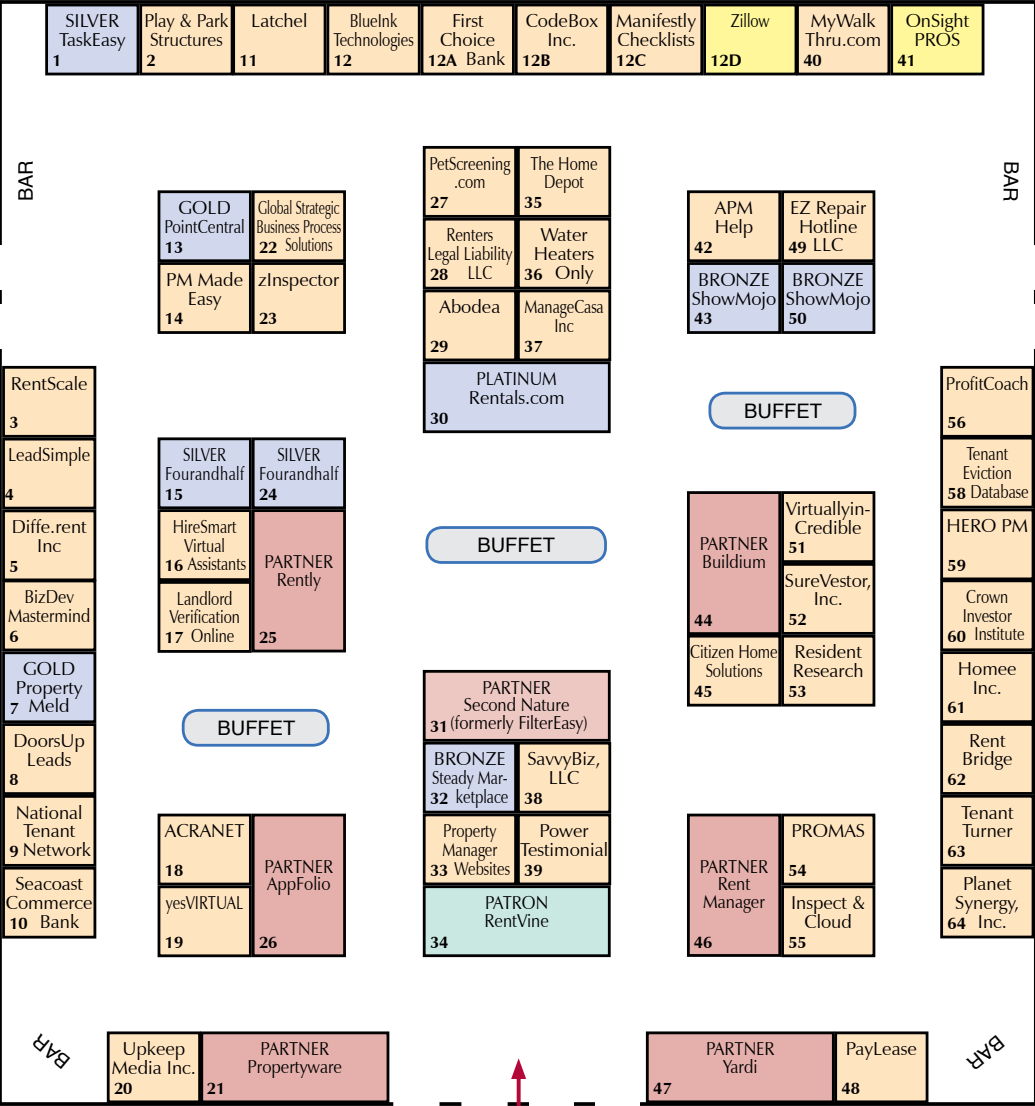 SILVER
TaskEasy
1
Play & Park
Structures
2
Latchel
11
BlueInk
Technologies
12
First
Choice
12A Bank
CodeBox
Inc.
12B
Manifestly
Checklists
12C
Zillow
12D
MyWalk
Thru.com
40
OnSight
PROS
41
BAR
BAR
GOLD
PointCentral
13
Global Strategic
Business Process
22 Solutions
PM Made
Easy
14
zInspector
23
PetScreening
.com
27
The Home
Depot
35
Renters
Legal Liability
28 LLC
Water
Heaters
36 Only
Abodea
29
ManageCasa
Inc
37
PLATINUM
Rentals.com
30
APM
Help
42
EZ Repair
Hotline
49 LLC
BRONZE
ShowMojo
43
BRONZE
ShowMojo
50
BUFFET
RentScale
3
LeadSimple
4
Diffe.rent
Inc
5
BizDev
Mastermind
6
GOLD
Property
7 Meld
DoorsUp
Leads
8
National
Tenant
9 Network
Seacoast
Commerce
10 Bank
SILVER
Fourandhalf
15
SILVER
Fourandhalf
24
HireSmart
Virtual
16 Assistants
PARTNER
Rently
25
Landlord
Verification
17 Online
BUFFET
BUFFET
PARTNER
Buildium
44
Virtuallyin-
Credible
51
SureVestor,
Inc.
52
Citizen Home
Solutions
45
Resident
Research
53
ProfitCoach
56
Tenant
Eviction
58 Database
HERO PM
59
Crown
Investor
60 Institute
Homee
Inc.
61
Rent
Bridge
62
Tenant
Turner
63
Planet
Synergy,
64 Inc.
PARTNER
Second Nature
31 (formerly FilterEasy)
BRONZE
Steady Mar-
32 ketplace
SavvyBiz,
LLC
38
Property
Manager
33 Websites
Power
Testimonial
39
PATRON
RentVine
34
ACRANET
18
yesVIRTUAL
19
PARTNER
AppFolio
26
PARTNER
Rent
Manager
46
PROMAS
54
Inspect &
Cloud
55
BAR
Upkeep
Media Inc.
20
PARTNER
Propertyware
21
PARTNER
Yardi
47
PayLease
48
BAR